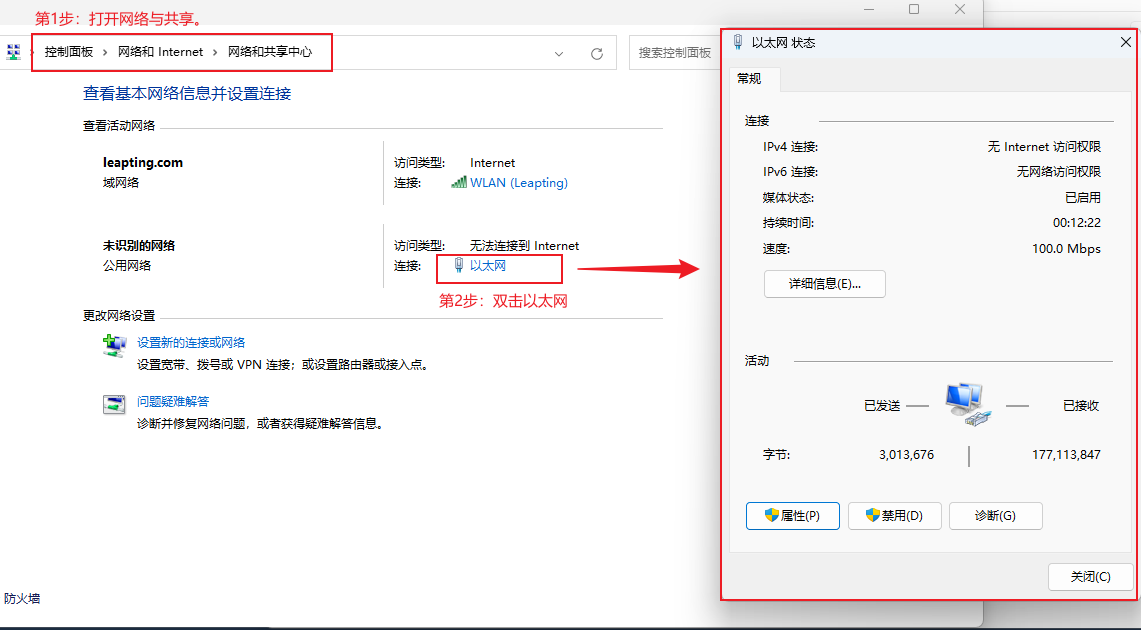 第1步：打开网络与共享。
控制面板 › 网络和 Internet › 网络和共享中心
搜索控制面板
查看基本网络信息并设置连接
查看活动网络
leapting.com
域网络
访问类型: Internet
连接: WLAN (Leapting)
未识别的网络
公用网络
访问类型: 无法连接到 Internet
连接: 以太网
第2步：双击以太网
更改网络设置
设置新的连接或网络
设置宽带、拨号或 VPN 连接；或设置路由器或接入点。
问题疑难解答
诊断并修复网络问题，或者获得疑难解答信息。
防火墙
以太网 状态
常规
连接
IPv4 连接: 无 Internet 访问权限
IPv6 连接: 无网络访问权限
媒体状态: 已启用
持续时间: 00:12:22
速度: 100.0 Mbps
详细信息(E)...
活动
已发送 已接收
字节: 3,013,676 177,113,847
属性(P) 禁用(D) 诊断(G)
关闭(C)